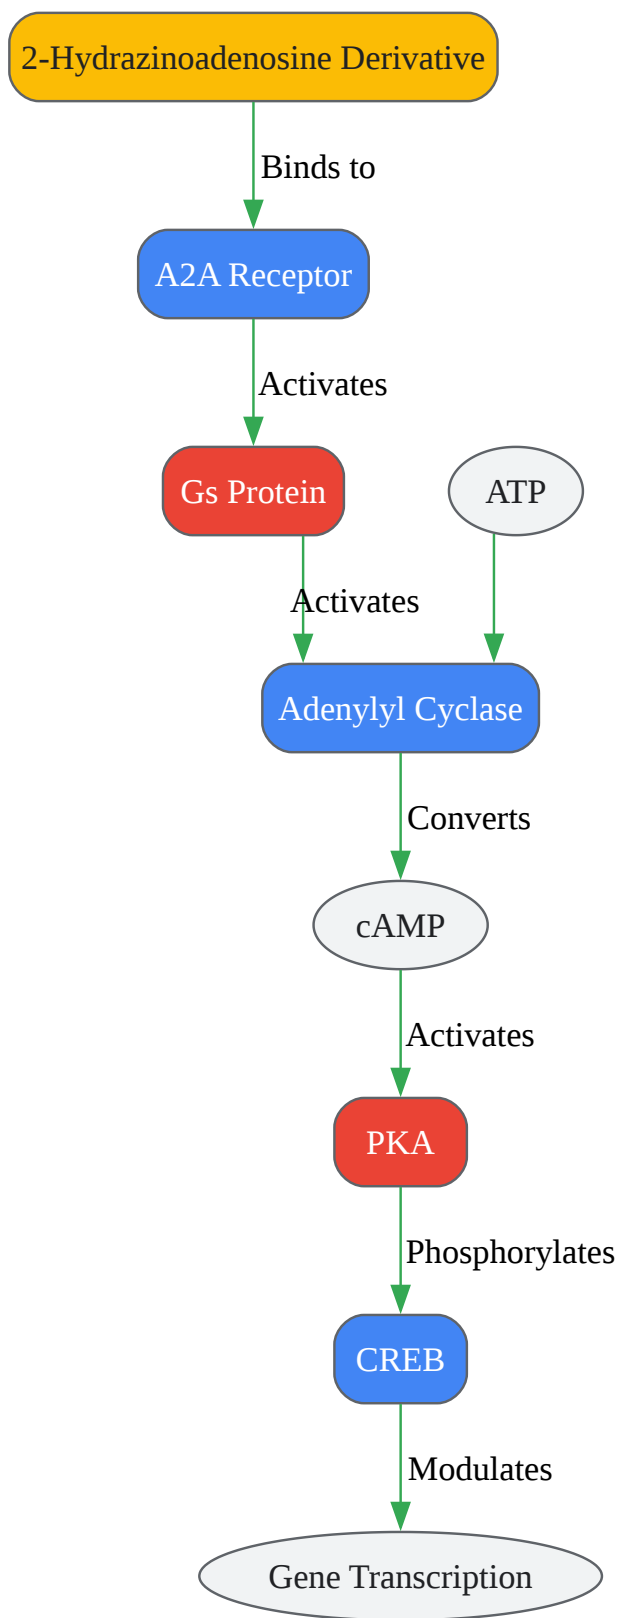 2-Hydrazinoadenosine Derivative
Binds to
A2A Receptor
Activates
Gs Protein
ATP
Activates
Adenylyl Cyclase
Converts
cAMP
Activates
PKA
Phosphorylates
CREB
Modulates
Gene Transcription